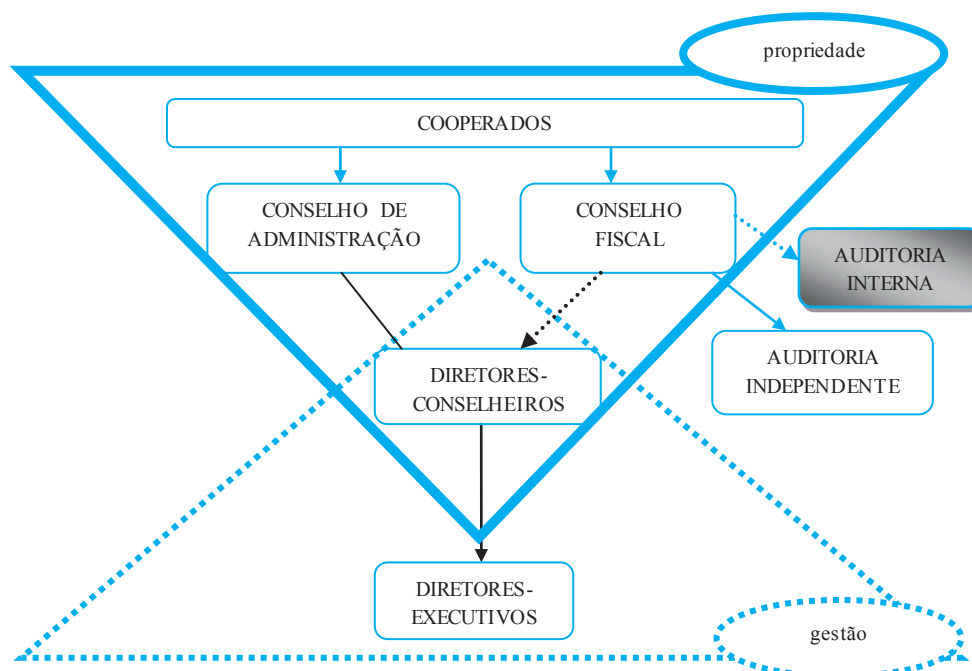 propriedade
COOPERADOS
CONSELHO DE
ADMINISTRAÇÃO
CONSELHO
FISCAL
AUDITORIA
INTERNA
AUDITORIA
INDEPENDENTE
DIRETORES-
CONSELHEIROS
DIRETORES-
EXECUTIVOS
gestão